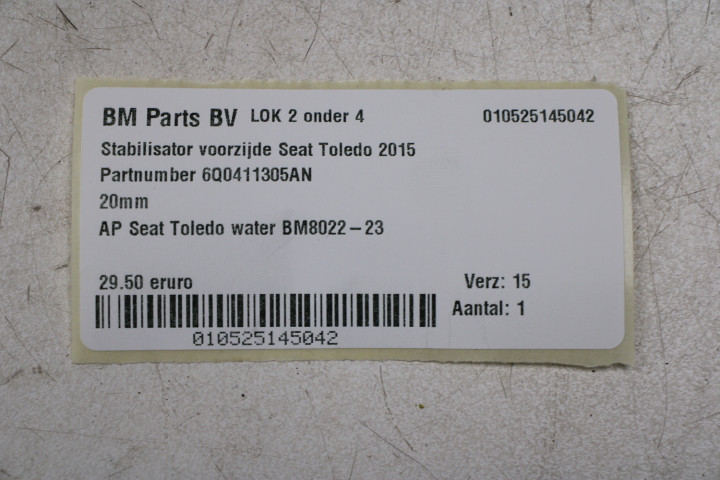 BM Parts BV LOK 2 onder 4 010525145042
Stabilisator voorzijde Seat Toledo 2015
Partnumber 6Q0411305AN
20mm
AP Seat Toledo water BM8022-23
29.50 eruro Verz: 15
Aantal: 1
010525145042